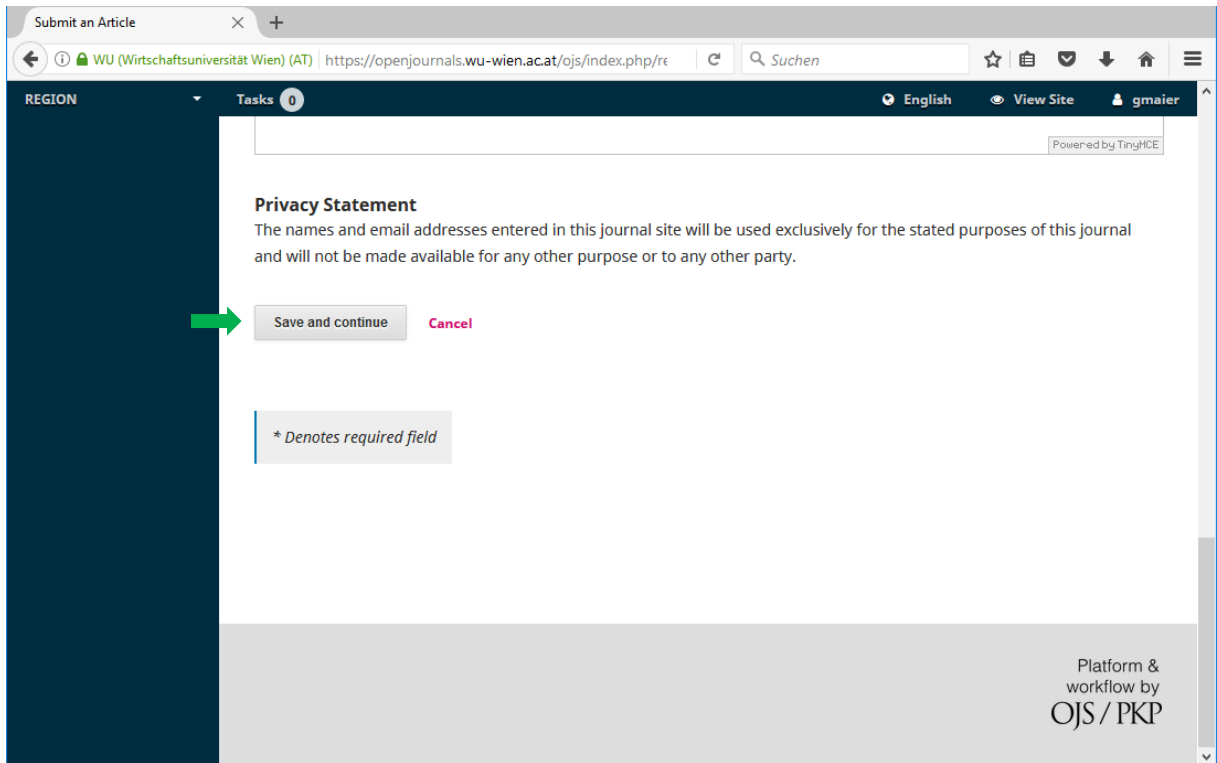 Submit an Article
WU (Wirtschaftsuniversität Wien) (AT) https://openjournals.wu-wien.ac.at/ojs/index.php/re Suchen
REGION Tasks 0 English View Site gmaier
Powered by TinyMCE
Privacy Statement
The names and email addresses entered in this journal site will be used exclusively for the stated purposes of this journal
and will not be made available for any other purpose or to any other party.
Save and continue Cancel
* Denotes required field
Platform &
workflow by
OJS / PKP